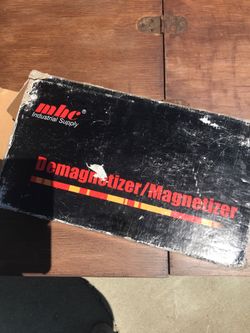 mhc®
Industrial Supply
Demagnetizer/Magnetizer